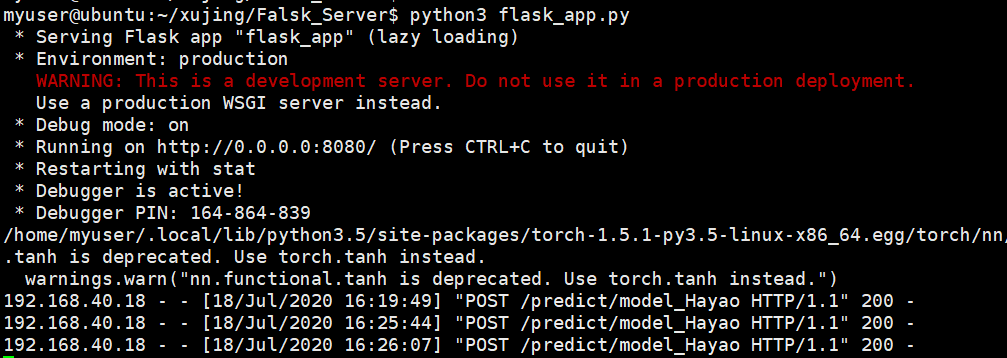 myuser@ubuntu:~/xujing/Falsk_Server$ python3 flask_app.py
 * Serving Flask app "flask_app" (lazy loading)
 * Environment: production
   WARNING: This is a development server. Do not use it in a production deployment.
   Use a production WSGI server instead.
 * Debug mode: on
 * Running on http://0.0.0.0:8080/ (Press CTRL+C to quit)
 * Restarting with stat
 * Debugger is active!
 * Debugger PIN: 164-864-839
/home/myuser/.local/lib/python3.5/site-packages/torch-1.5.1-py3.5-linux-x86_64.egg/torch/nn/
.tanh is deprecated. Use torch.tanh instead.
  warnings.warn("nn.functional.tanh is deprecated. Use torch.tanh instead.")
192.168.40.18 - - [18/Jul/2020 16:19:49] "POST /predict/model_Hayao HTTP/1.1" 200 -
192.168.40.18 - - [18/Jul/2020 16:25:44] "POST /predict/model_Hayao HTTP/1.1" 200 -
192.168.40.18 - - [18/Jul/2020 16:26:07] "POST /predict/model_Hayao HTTP/1.1" 200 -